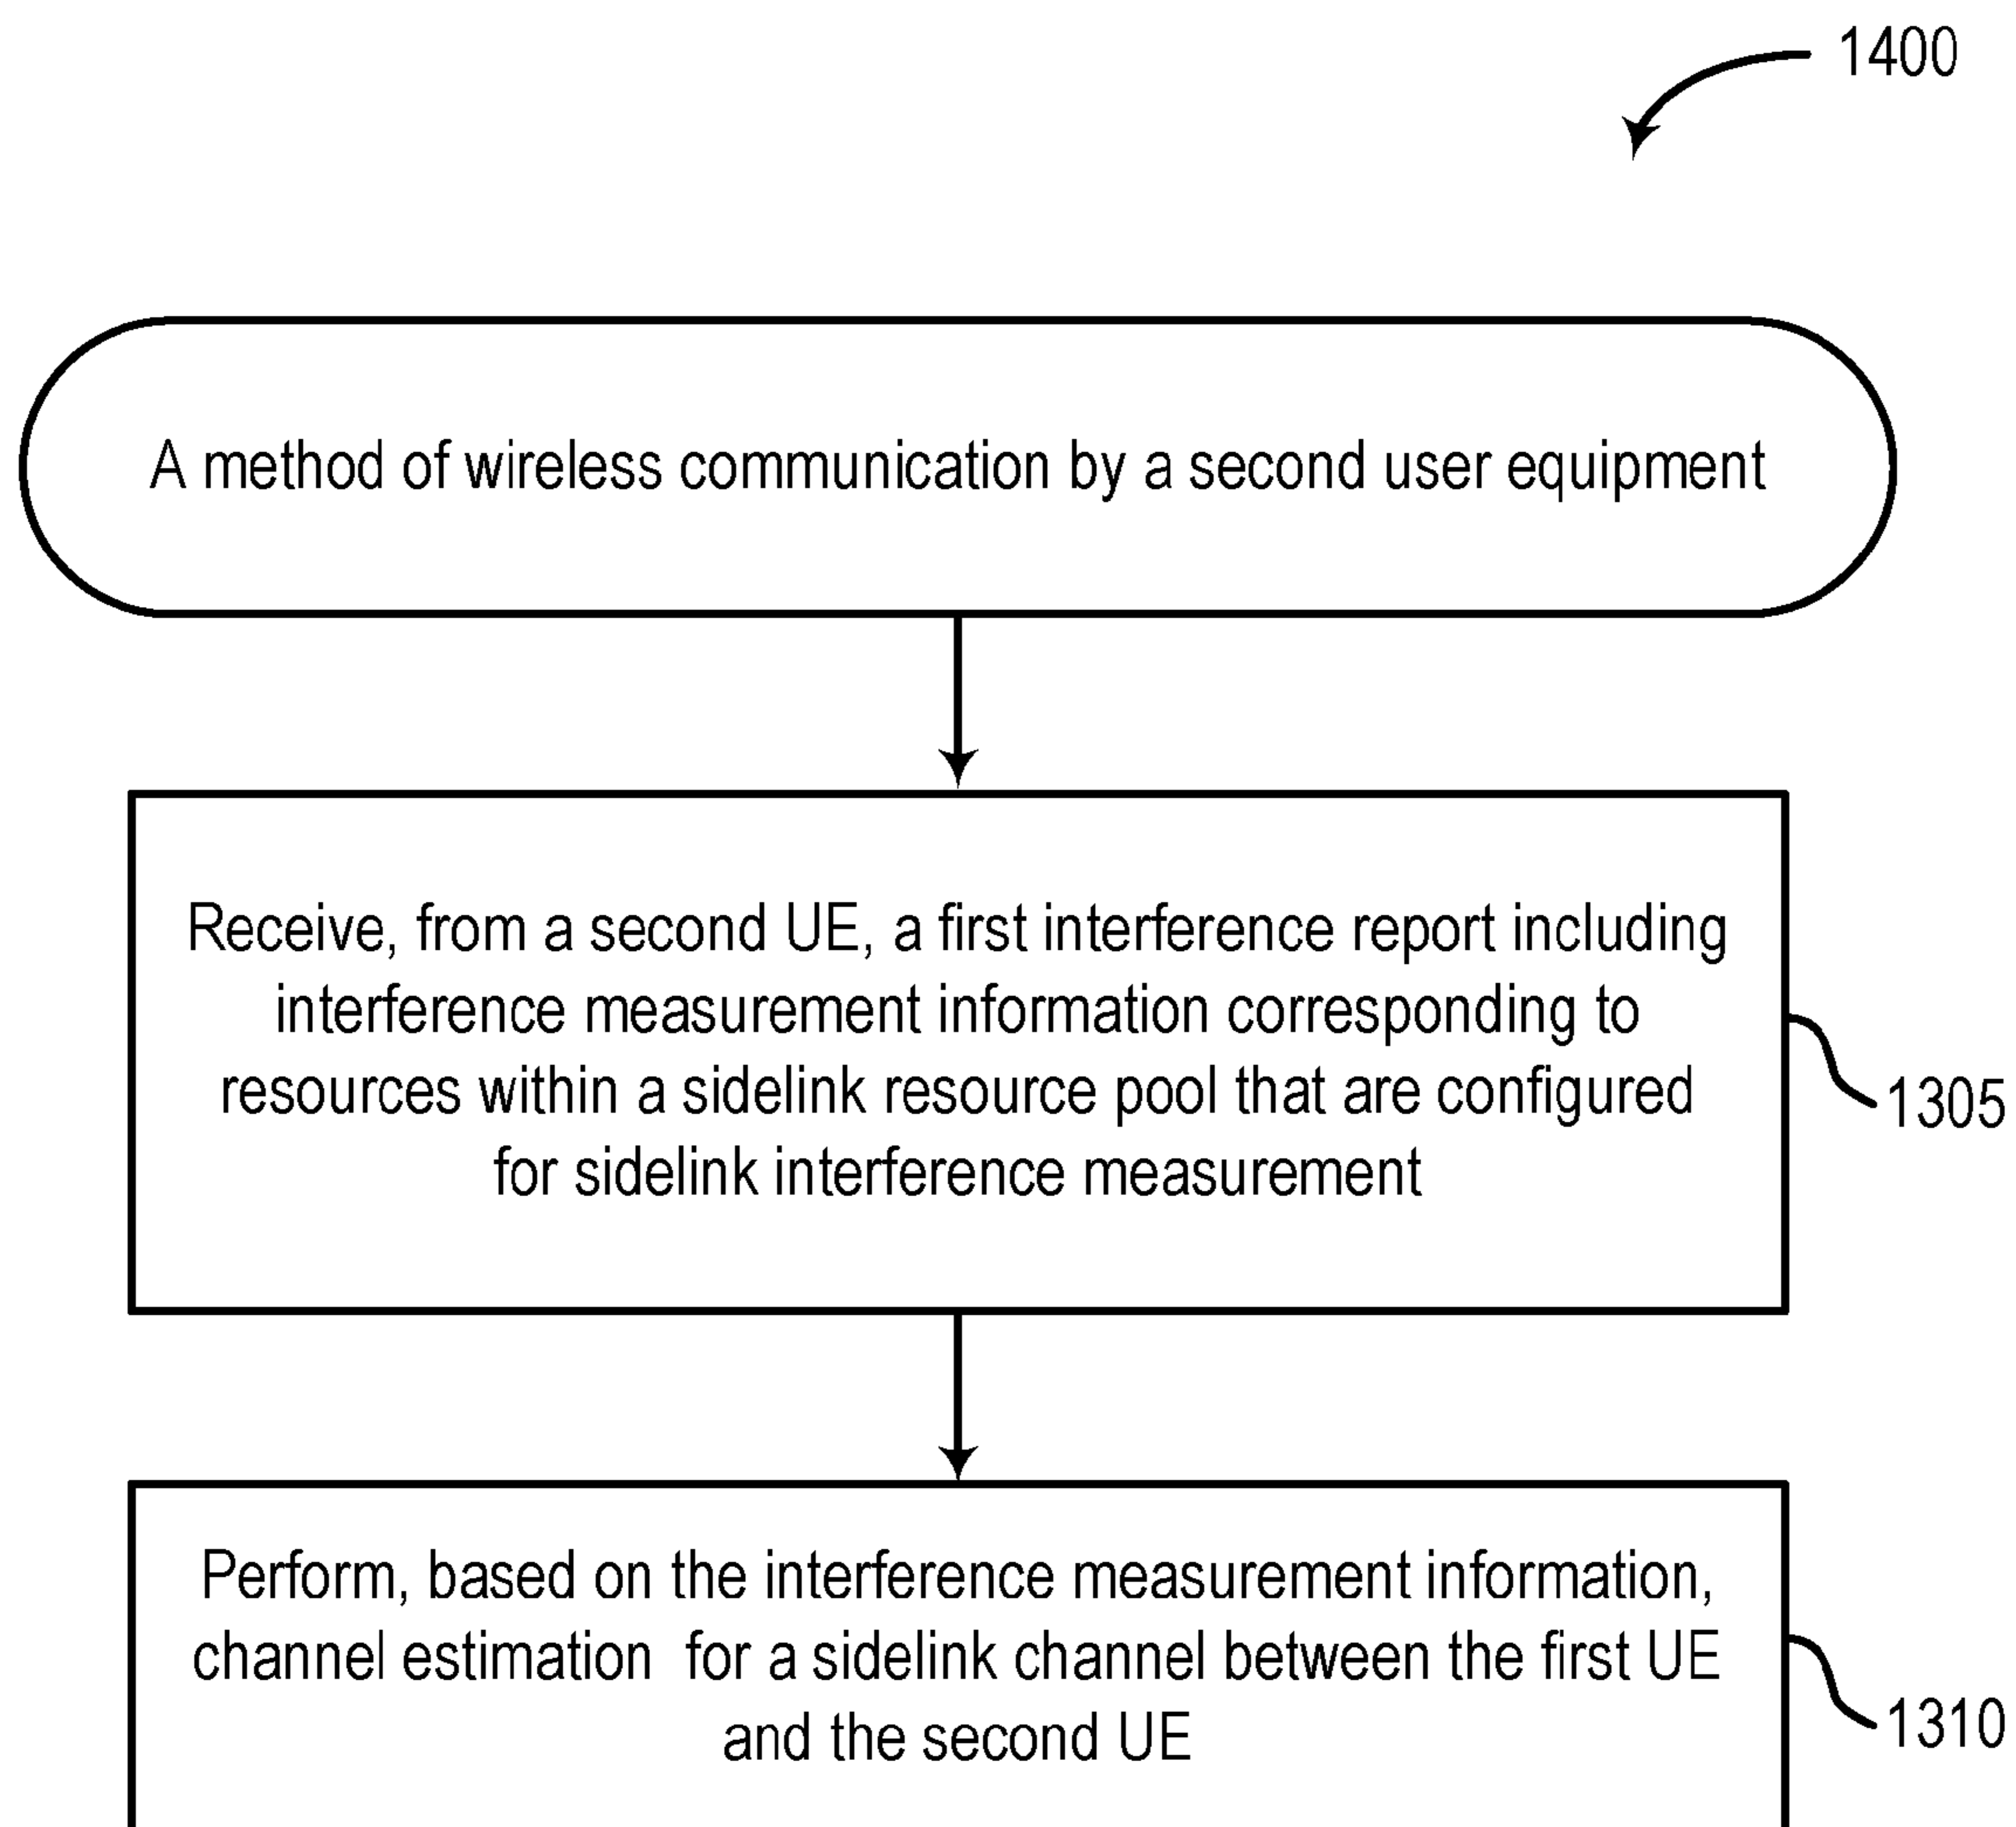 1400
A method of wireless communication by a second user equipment
Receive, from a second UE, a first interference report including
interference measurement information corresponding to
resources within a sidelink resource pool that are configured
for sidelink interference measurement
1305
Perform, based on the interference measurement information,
channel estimation for a sidelink channel between the first UE
and the second UE
1310